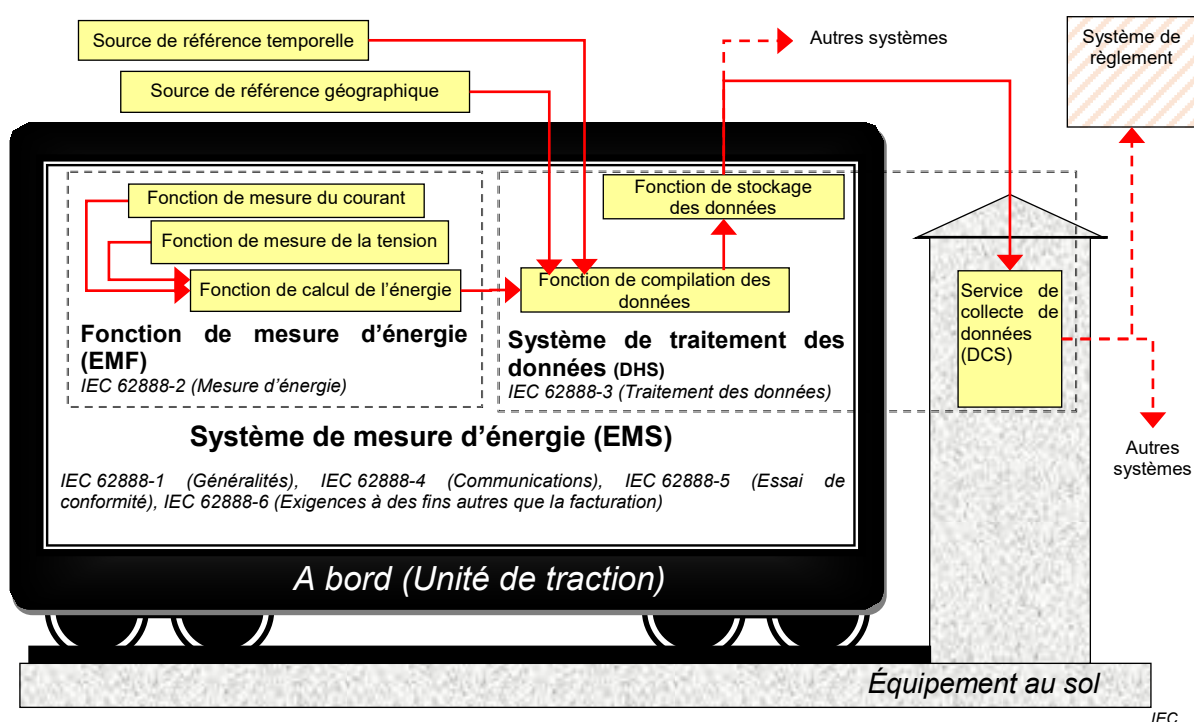 Source de référence temporelle
Source de référence géographique
Autres systèmes
Système de
règlement
Fonction de mesure du courant
Fonction de mesure de la tension
Fonction de calcul de l'énergie
Fonction de mesure d'énergie
(EMF)
IEC 62888-2 (Mesure d'énergie)
Fonction de stockage
des données
Fonction de compilation des
données
Système de traitement des
données (DHS)
IEC 62888-3 (Traitement des données)
Service de
collecte de
données
(DCS)
Autres
systèmes
Système de mesure d'énergie (EMS)
IEC 62888-1 (Généralités), IEC 62888-4 (Communications), IEC 62888-5 (Essai de
conformité), IEC 62888-6 (Exigences à des fins autres que la facturation)
A bord (Unité de traction)
Équipement au sol
IEC